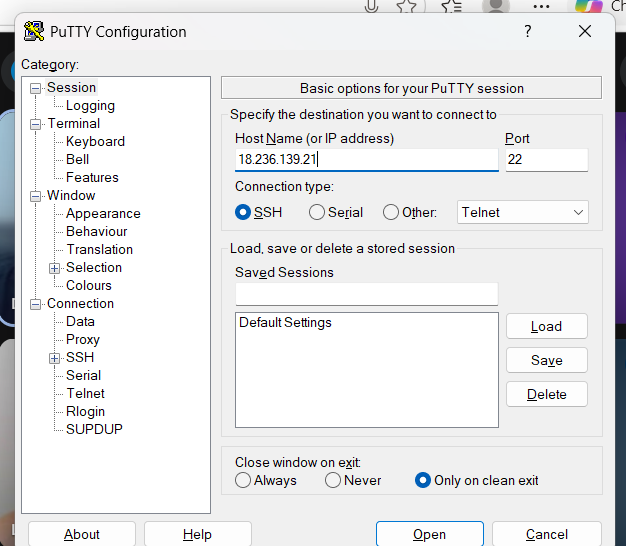 Ch
PuTTY Configuration
?
Category:
Session
Logging
Terminal
Keyboard
Bell
Features
Window
Appearance
Behaviour
Translation
Selection
Colours
Connection
Data
Proxy
SSH
Serial
Telnet
Rlogin
SUPDUP
Basic options for your PuTTY session
Specify the destination you want to connect to
Host Name (or IP address) Port
18.236.139.21 22
Connection type:
SSH Serial Other: Telnet
Load, save or delete a stored session
Saved Sessions
Default Settings
Load
Save
Delete
Close window on exit:
Always Never Only on clean exit
About Help Open Cancel